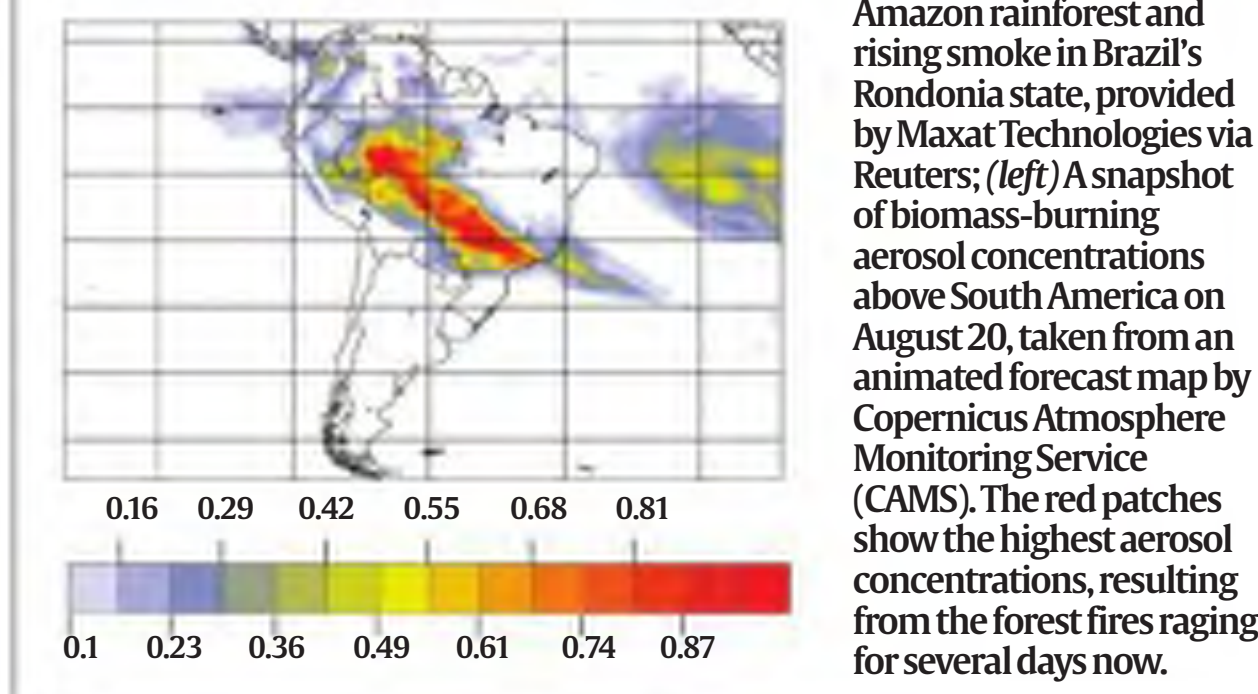 0.16 0.29 0.42 0.55 0.68 0.81
0.1 0.23 0.36 0.49 0.61 0.74 0.87
Amazon rainforest and
rising smoke in Brazil's
Rondonia state, provided
by Maxat Technologies via
Reuters; (left) A snapshot
of biomass-burning
aerosol concentrations
above South America on
August 20, taken from an
animated forecast map by
Copernicus Atmosphere
Monitoring Service
(CAMS). The red patches
show the highest aerosol
concentrations, resulting
from the forest fires raging
for several days now.